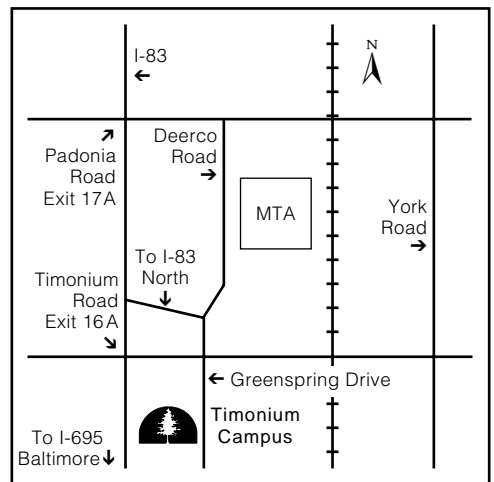 I-83
N
Padonia
Road
Exit 17A
Deerco
Road
MTA
York
Road
To I-83
North
Timonium
Road
Exit 16A
Greenspring Drive
Timonium
Campus
To I-695
Baltimore